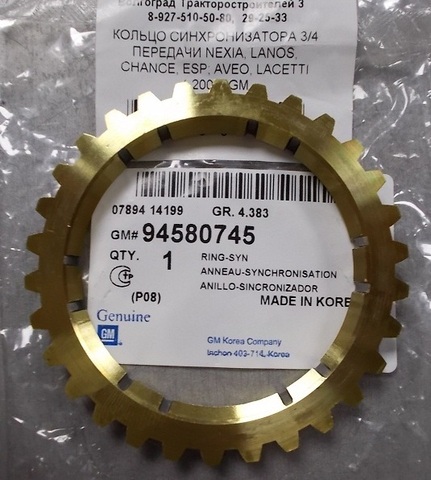 Волгоград Тракторостроителей 3
8-927-510-50-80, 29-25-33
КОЛЬЦО СИНХРОНИЗАТОРА 3/4
ПЕРЕДАЧИ NEXIA, LANOS,
CHANCE, ESP, AVEO, LACETTI
GM
07894 14199 GR. 4.383
GM# 94580745
QTY. 1 RING-SYN
ANNEAU-SYNCHRONISATION
ANILLO-SINCRONIZADOR
(P08) MADE IN KORE
Genuine
GM
GM Korea Company
Incheon 403-714, Korea